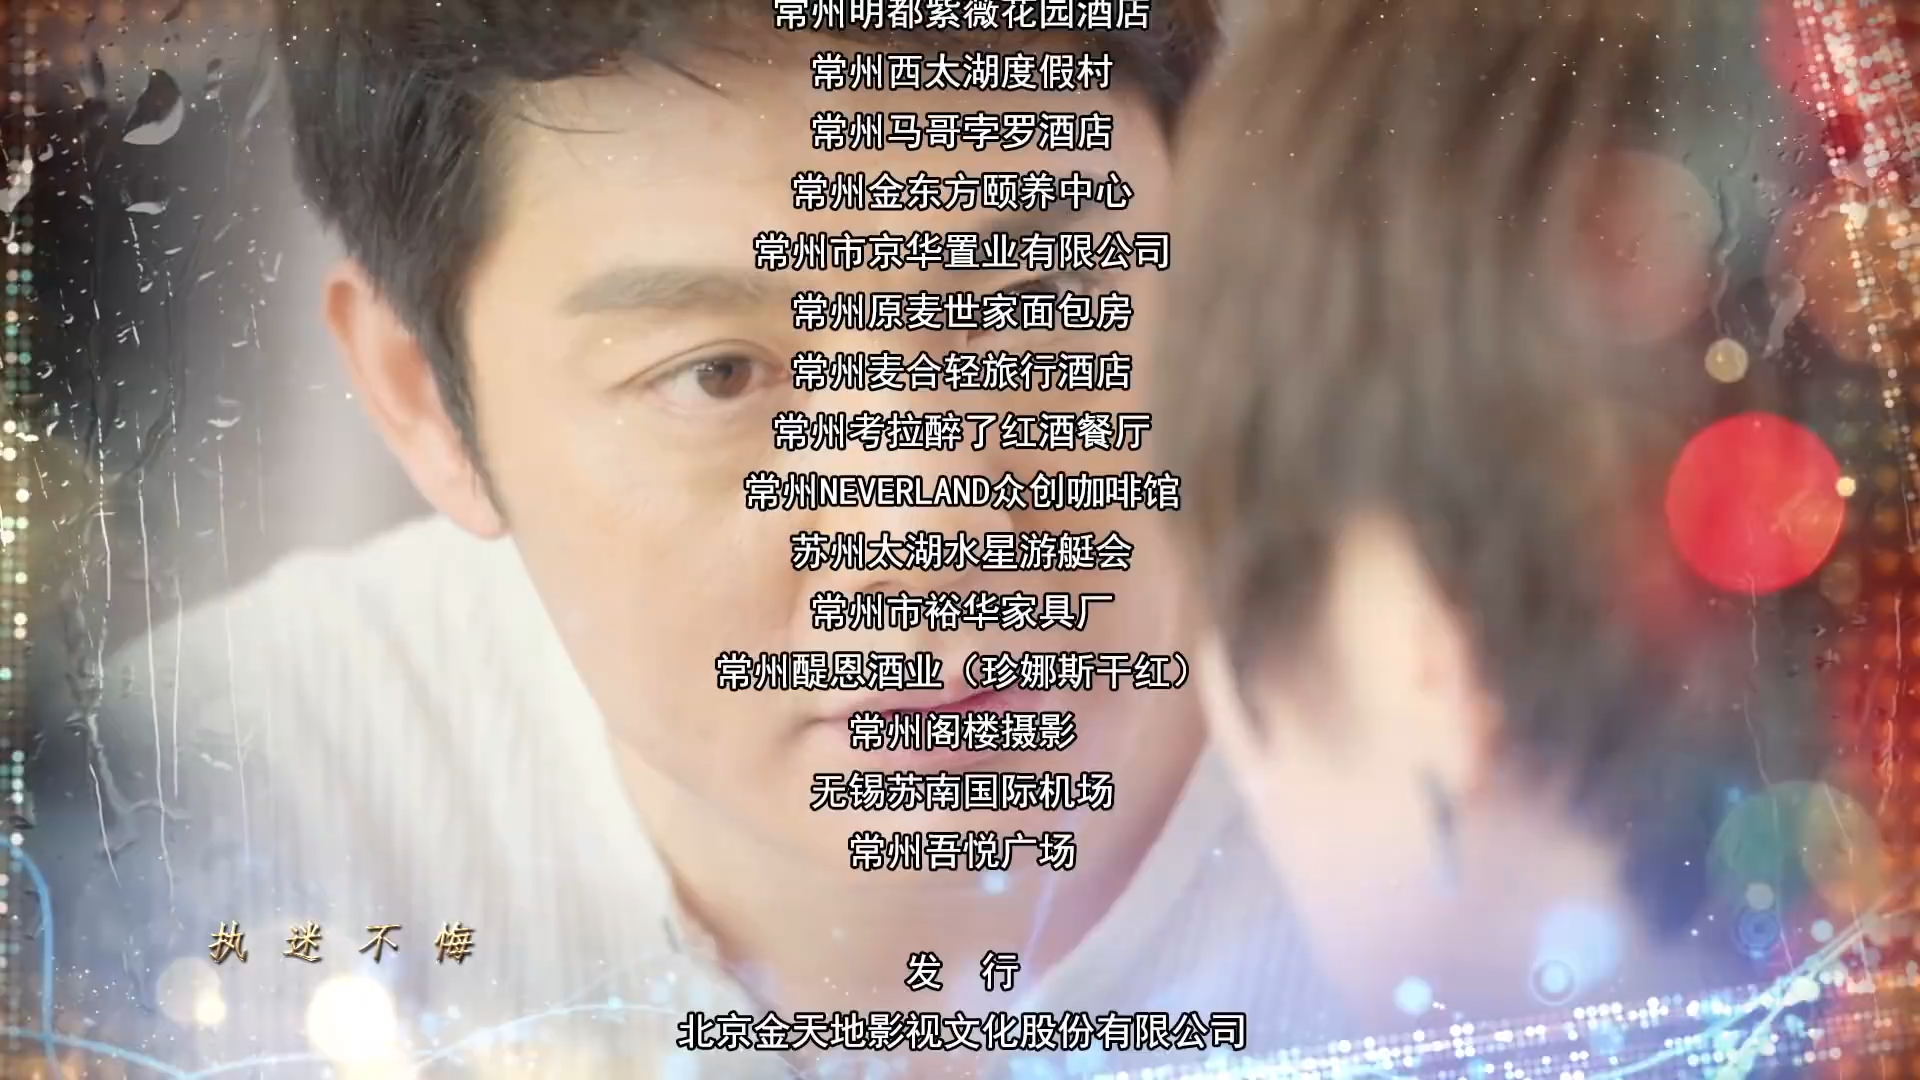 常州明都紫薇花园酒店
常州西太湖度假村
常州马哥孛罗酒店
常州金东方颐养中心
常州市京华置业有限公司
常州原麦世家面包房
常州麦合轻旅行酒店
常州考拉醉了红酒餐厅
常州NEVERLAND众创咖啡馆
苏州太湖水星游艇会
常州市裕华家具厂
常州醍恩酒业（珍娜斯干红）
常州阁楼摄影
无锡苏南国际机场
常州吾悦广场
执迷不悔
发 行
北京金天地影视文化股份有限公司